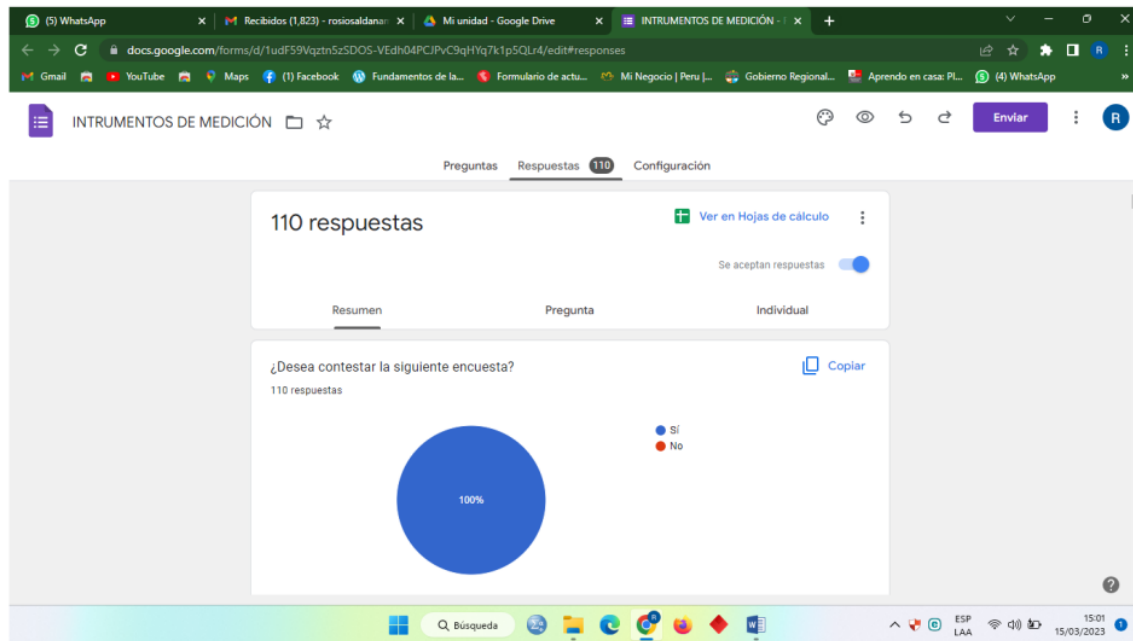 (5) WhatsApp
Recibidos (1,823) - rosiosaldanan
Mi unidad - Google Drive
INTRUMENTOS DE MEDICIÓN -
docs.google.com/forms/d/1udF59Vqztn5zSDOS-VEdh04PCJPvC9qHYq7k1p5QLr4/edit#responses
Gmail
YouTube
Maps
(1) Facebook
Fundamentos de la...
Formulario de actu...
Mi Negocio | Peru |...
Gobierno Regional...
Aprendo en casa: Pl...
(4) WhatsApp
»
INTRUMENTOS DE MEDICIÓN
Enviar
R
Preguntas Respuestas 110 Configuración
110 respuestas
Ver en Hojas de cálculo
Se aceptan respuestas
Resumen Pregunta Individual
¿Desea contestar la siguiente encuesta?
Copiar
110 respuestas
Sí
No
100%
Búsqueda
ESP
LAA
15:01
15/03/2023
1